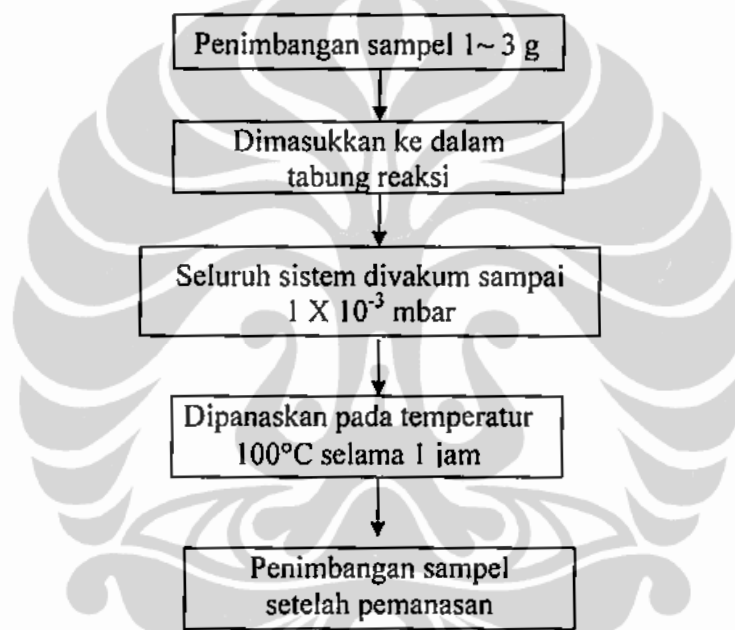 Penimbangan sampel 1~ 3 g
Dimasukkan ke dalam
tabung reaksi
Seluruh sistem divakum sampai
1 X 10⁻³ mbar
Dipanaskan pada temperatur
100°C selama 1 jam
Penimbangan sampel
setelah pemanasan